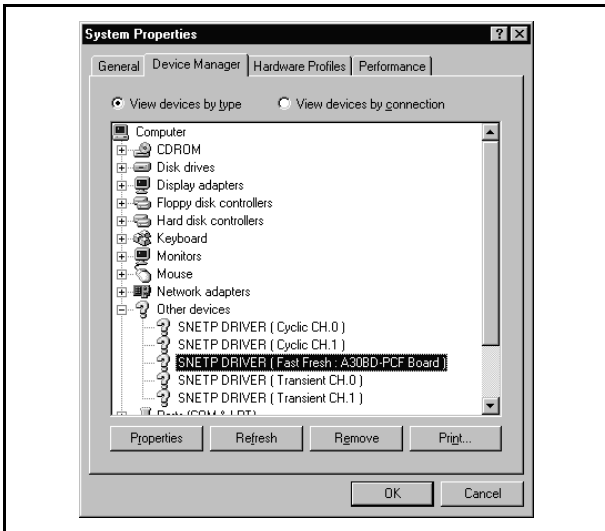 System Properties
General Device Manager Hardware Profiles Performance
View devices by type View devices by connection
Computer
CDROM
Disk drives
Display adapters
Floppy disk controllers
Hard disk controllers
Keyboard
Monitors
Mouse
Network adapters
Other devices
SNETP DRIVER ( Cyclic CH.0 )
SNETP DRIVER ( Cyclic CH.1 )
SNETP DRIVER ( Fast Fresh : A30BD-PCF Board )
SNETP DRIVER ( Transient CH.0 )
SNETP DRIVER ( Transient CH.1 )
Ports (COM & LPT)
Properties Refresh Remove Print...
OK Cancel